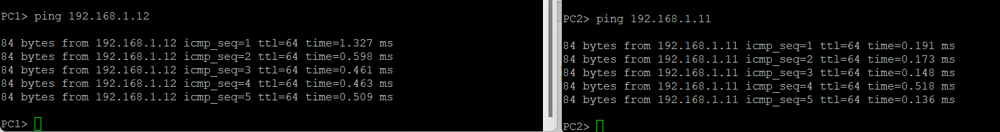 PC1> ping 192.168.1.12
84 bytes from 192.168.1.12 icmp_seq=1 ttl=64 time=1.327 ms
84 bytes from 192.168.1.12 icmp_seq=2 ttl=64 time=0.598 ms
84 bytes from 192.168.1.12 icmp_seq=3 ttl=64 time=0.461 ms
84 bytes from 192.168.1.12 icmp_seq=4 ttl=64 time=0.463 ms
84 bytes from 192.168.1.12 icmp_seq=5 ttl=64 time=0.509 ms
PC1>
PC2> ping 192.168.1.11
84 bytes from 192.168.1.11 icmp_seq=1 ttl=64 time=0.191 ms
84 bytes from 192.168.1.11 icmp_seq=2 ttl=64 time=0.173 ms
84 bytes from 192.168.1.11 icmp_seq=3 ttl=64 time=0.148 ms
84 bytes from 192.168.1.11 icmp_seq=4 ttl=64 time=0.518 ms
84 bytes from 192.168.1.11 icmp_seq=5 ttl=64 time=0.136 ms
PC2>